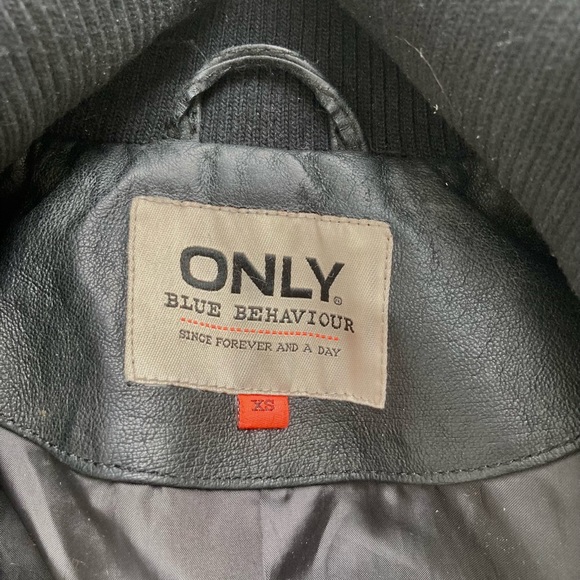 ONLY®
BLUE BEHAVIOUR
SINCE FOREVER AND A DAY
XS